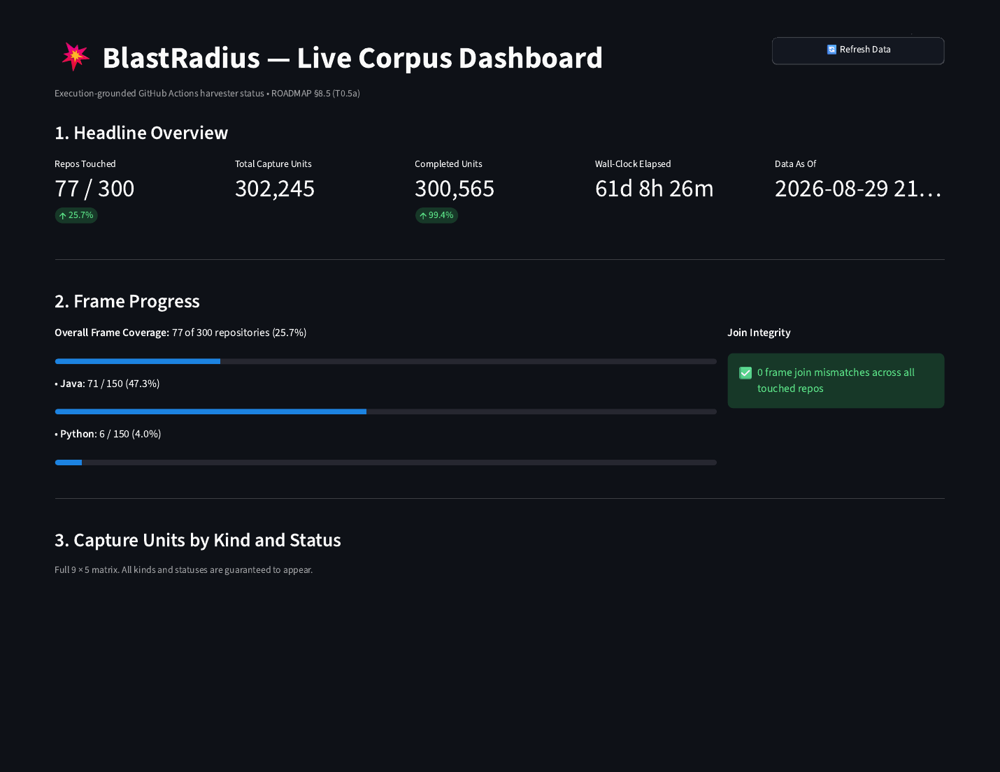 BlastRadius — Live Corpus Dashboard
Refresh Data
Execution-grounded GitHub Actions harvester status • ROADMAP §8.5 (T0.5a)
1. Headline Overview
Repos Touched
77 / 300
↑ 25.7%
Total Capture Units
302,245
Completed Units
300,565
↑ 99.4%
Wall-Clock Elapsed
61d 8h 26m
Data As Of
2026-08-29 21...
2. Frame Progress
Overall Frame Coverage: 77 of 300 repositories (25.7%)
• Java: 71 / 150 (47.3%)
• Python: 6 / 150 (4.0%)
Join Integrity
0 frame join mismatches across all
touched repos
3. Capture Units by Kind and Status
Full 9 × 5 matrix. All kinds and statuses are guaranteed to appear.